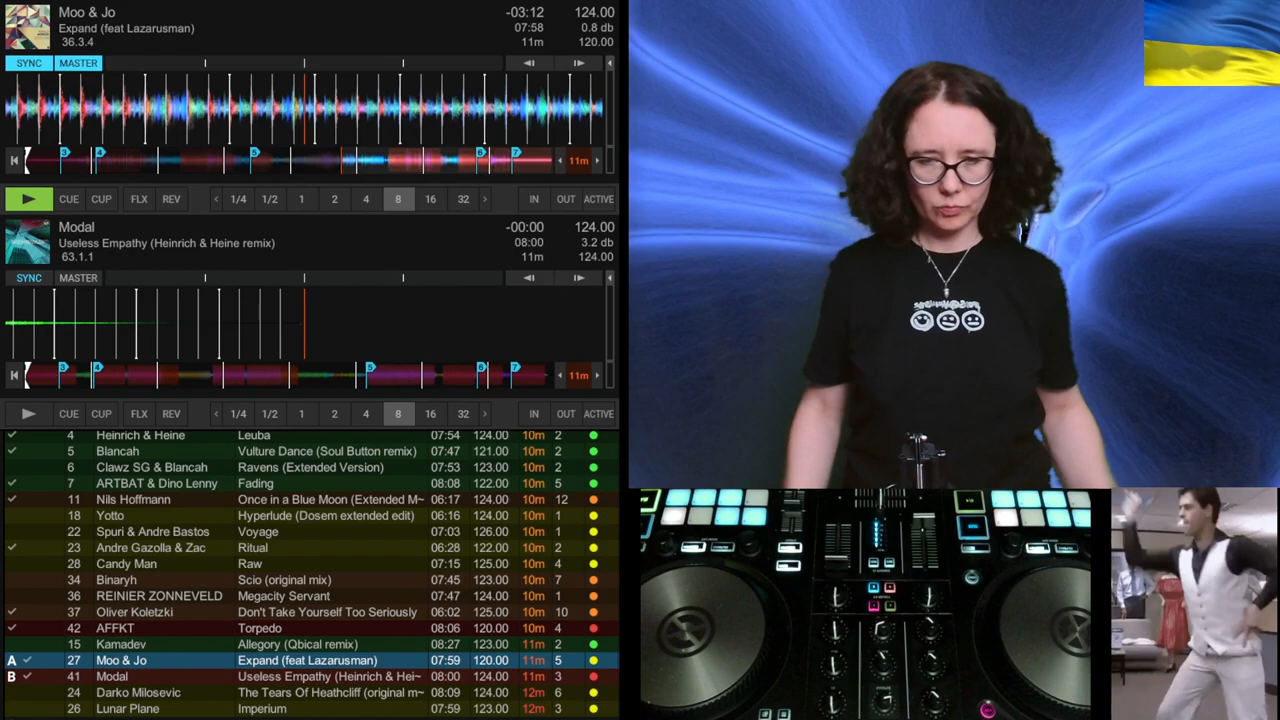 Moo & Jo -03:12 124.00
Expand (feat Lazarusman) 07:58 0.8 db
36.3.4 11m 120.00
SYNC MASTER
3 4 5 6 7 11m
CUE CUP FLX REV < 1/4 1/2 1 2 4 8 16 32 > IN OUT ACTIVE
Modal -00:00 124.00
Useless Empathy (Heinrich & Heine remix) 08:00 3.2 db
63.1.1 11m 124.00
SYNC MASTER
3 4 5 6 7 11m
CUE CUP FLX REV < 1/4 1/2 1 2 4 8 16 32 > IN OUT ACTIVE
4 Heinrich & Heine Leuba 07:54 124.00 10m 2
5 Blancah Vulture Dance (Soul Button remix) 07:47 121.00 10m 2
6 Clawz SG & Blancah Ravens (Extended Version) 07:53 123.00 10m 2
7 ARTBAT & Dino Lenny Fading 08:08 122.00 10m 5
11 Nils Hoffmann Once in a Blue Moon (Extended M~ 06:17 124.00 10m 12
18 Yotto Hyperlude (Dosem extended edit) 06:16 124.00 10m 1
22 Spuri & Andre Bastos Voyage 07:03 126.00 10m 1
23 Andre Gazolla & Zac Ritual 06:28 122.00 10m 2
28 Candy Man Raw 07:15 125.00 10m 4
34 Binaryh Scio (original mix) 07:45 123.00 10m 7
36 REINIER ZONNEVELD Megacity Servant 07:47 124.00 10m 1
37 Oliver Koletzki Don't Take Yourself Too Seriously 06:02 125.00 10m 10
42 AFFKT Torpedo 08:06 120.00 10m 4
15 Kamadev Allegory (Qbical remix) 08:27 123.00 11m 2
A 27 Moo & Jo Expand (feat Lazarusman) 07:59 120.00 11m 5
B 41 Modal Useless Empathy (Heinrich & Hei~ 08:00 124.00 11m 3
24 Darko Milosevic The Tears Of Heathcliff (original m~ 08:09 124.00 12m 6
26 Lunar Plane Imperium 07:59 123.00 12m 3